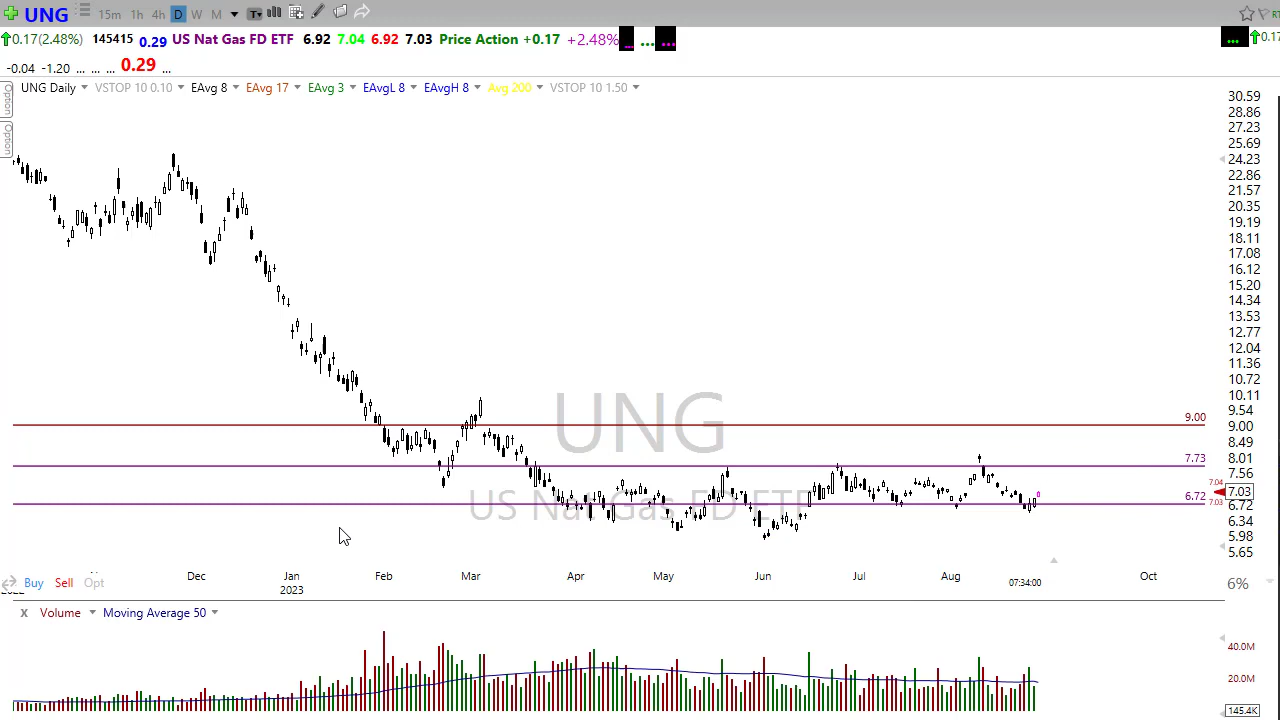 UNG 15m 1h 4h D W M
0.17(2.48%) 145415 0.29 US Nat Gas FD ETF 6.92 7.04 6.92 7.03 Price Action +0.17 +2.48% ... ... ... ... 0.17
-0.04 -1.20 ... ... ... 0.29 ...
UNG Daily VSTOP 10 0.10 EAvg 8 EAvg 17 EAvg 3 EAvgL 8 EAvgH 8 Avg 200 VSTOP 10 1.50
Option
Option
30.59
28.86
27.23
25.69
24.23
22.86
21.57
20.35
19.19
18.11
17.08
16.12
15.20
14.34
13.53
12.77
12.04
11.36
10.72
10.11
9.54
9.00 9.00
8.49
7.73 8.01
7.56
7.04
7.03
7.03
6.72 6.72
6.34
5.98
5.65
UNG
US Nat Gas FD ETF
Dec Jan Feb Mar Apr May Jun Jul Aug Oct
2023 07:34:00
Buy Sell Opt 6%
X Volume Moving Average 50
40.0M
20.0M
145.4K